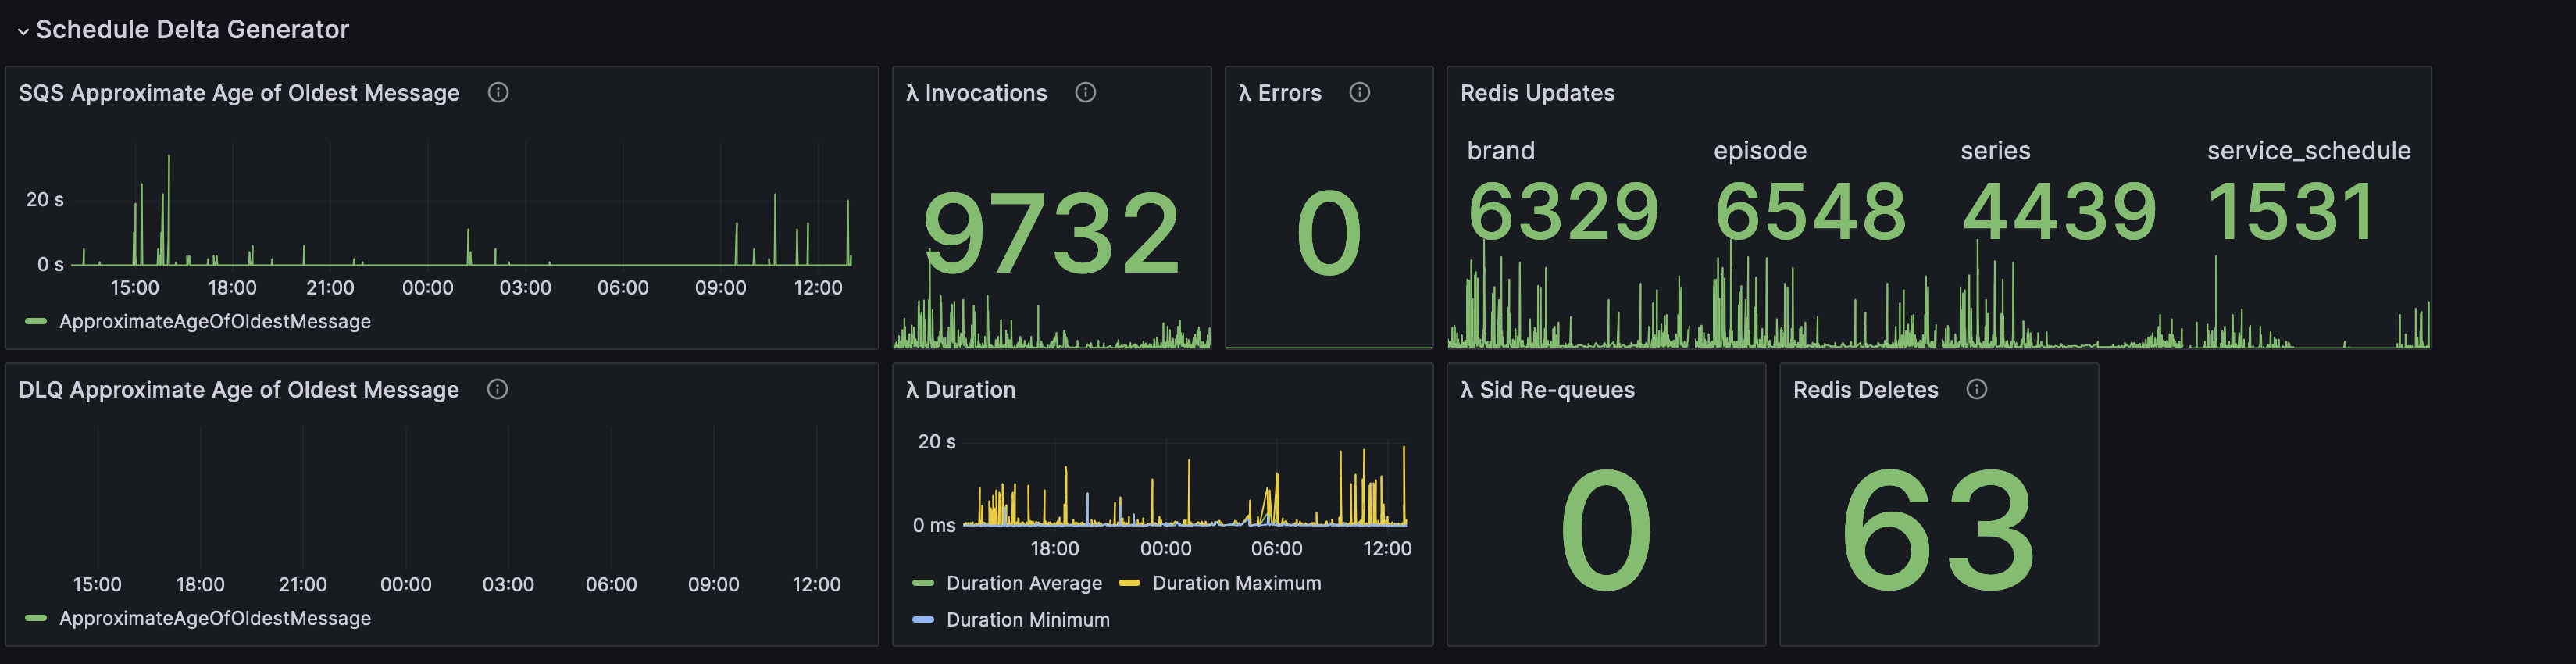 Schedule Delta Generator
SQS Approximate Age of Oldest Message
20 s
0 s
15:00 18:00 21:00 00:00 03:00 06:00 09:00 12:00
ApproximateAgeOfOldestMessage
λ Invocations
9732
λ Errors
0
Redis Updates
brand episode series service_schedule
6329 6548 4439 1531
DLQ Approximate Age of Oldest Message
15:00 18:00 21:00 00:00 03:00 06:00 09:00 12:00
ApproximateAgeOfOldestMessage
λ Duration
20 s
0 ms
18:00 00:00 06:00 12:00
Duration Average Duration Maximum
Duration Minimum
λ Sid Re-queues
0
Redis Deletes
63